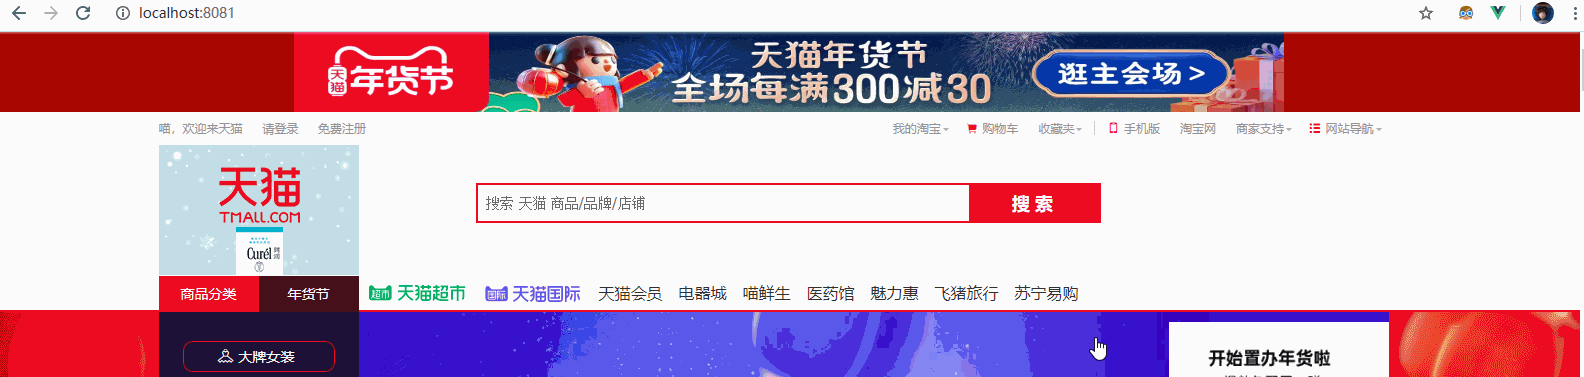 localhost:8081
天猫年货节
天猫 年货节
全场每满300减30
逛主会场 >
喵，欢迎来天猫 请登录 免费注册
我的淘宝 购物车 收藏夹 手机版 淘宝网 商家支持 网站导航
天猫
TMALL.COM
搜索 天猫 商品/品牌/店铺 搜索
Curél
商品分类 年货节 超市 天猫超市 国际 天猫国际 天猫会员 电器城 喵鲜生 医药馆 魅力惠 飞猪旅行 苏宁易购
大牌女装
开始置办年货啦